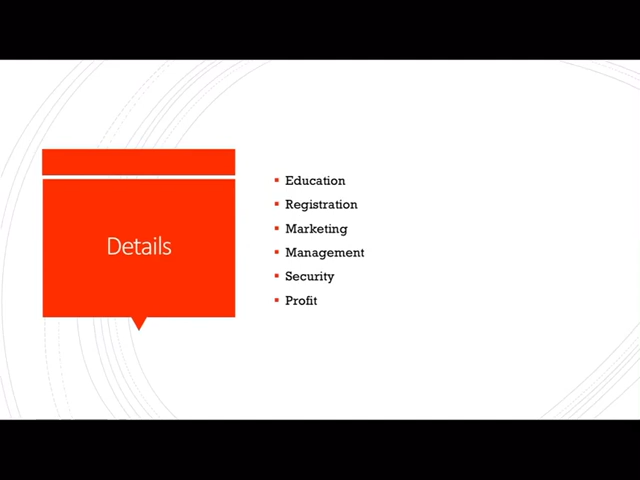 Details
Education
Registration
Marketing
Management
Security
Profit